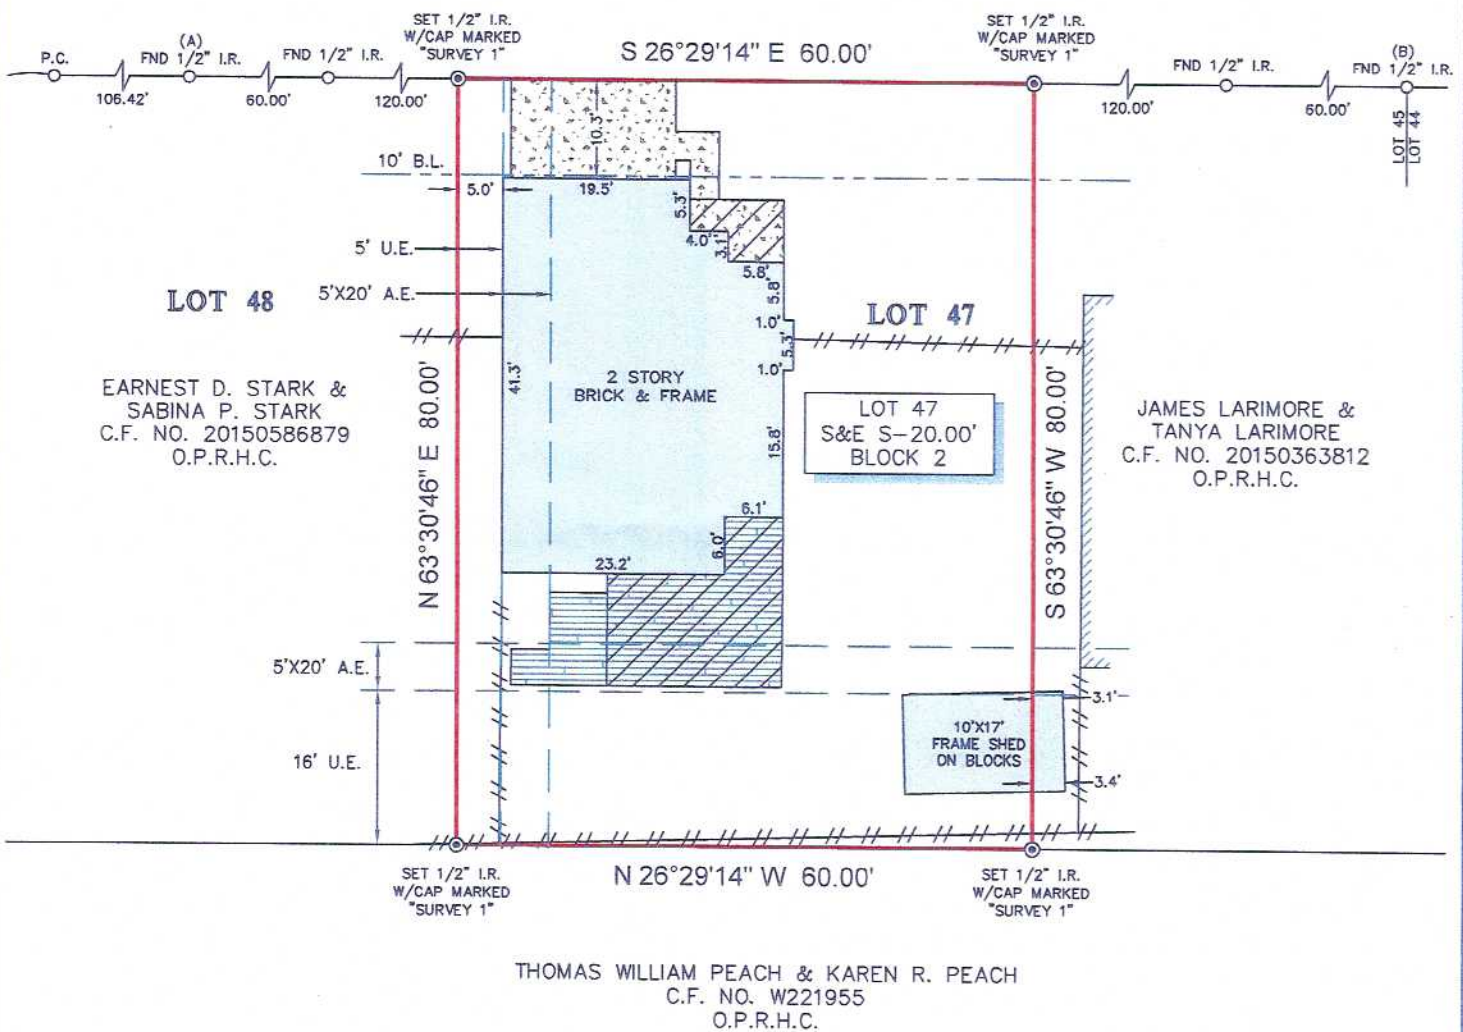 SET 1/2" I.R.
W/CAP MARKED
"SURVEY 1"
SET 1/2" I.R.
W/CAP MARKED
"SURVEY 1"
S 26°29'14" E 60.00'
P.C.
(A)
FND 1/2" I.R.
FND 1/2" I.R.
FND 1/2" I.R.
(B)
FND 1/2" I.R.
106.42'
60.00'
120.00'
120.00'
60.00'
LOT 45
LOT 44
10.3'
10' B.L.
5.0'
19.5'
5.3'
4.0'
3.1'
5.8'
5.8'
5' U.E.
5'X20' A.E.
LOT 48
LOT 47
1.0'
5.3'
1.0'
41.3'
2 STORY
BRICK & FRAME
EARNEST D. STARK &
SABINA P. STARK
C.F. NO. 20150586879
O.P.R.H.C.
N 63°30'46" E 80.00'
15.8'
LOT 47
S&E S-20.00'
BLOCK 2
S 63°30'46" W 80.00'
JAMES LARIMORE &
TANYA LARIMORE
C.F. NO. 20150363812
O.P.R.H.C.
6.1'
6.0'
23.2'
5'X20' A.E.
16' U.E.
10'X17'
FRAME SHED
ON BLOCKS
3.1'
3.4'
SET 1/2" I.R.
W/CAP MARKED
"SURVEY 1"
N 26°29'14" W 60.00'
SET 1/2" I.R.
W/CAP MARKED
"SURVEY 1"
THOMAS WILLIAM PEACH & KAREN R. PEACH
C.F. NO. W221955
O.P.R.H.C.